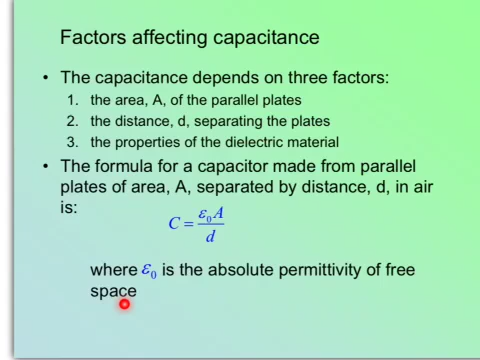 Factors affecting capacitance
• The capacitance depends on three factors:
1. the area, A, of the parallel plates
2. the distance, d, separating the plates
3. the properties of the dielectric material
• The formula for a capacitor made from parallel
plates of area, A, separated by distance, d, in air
is:
C = ε₀A / d
where ε₀ is the absolute permittivity of free
space